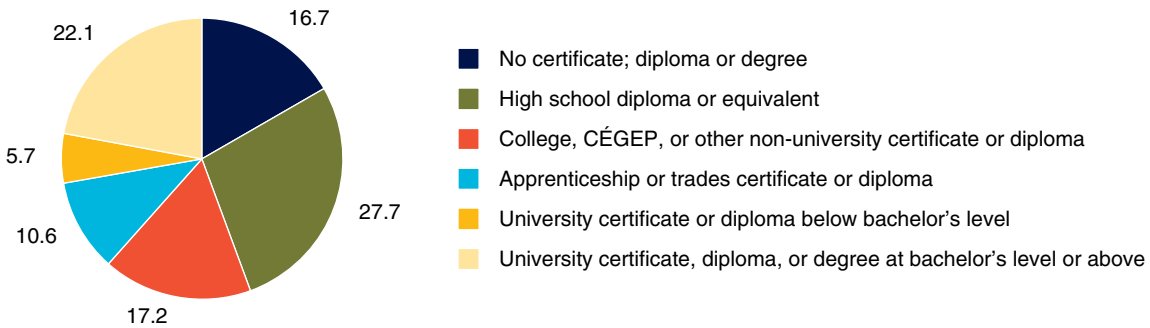 16.7
22.1
5.7
27.7
10.6
17.2
No certificate; diploma or degree
High school diploma or equivalent
College, CÉGEP, or other non-university certificate or diploma
Apprenticeship or trades certificate or diploma
University certificate or diploma below bachelor’s level
University certificate, diploma, or degree at bachelor’s level or above